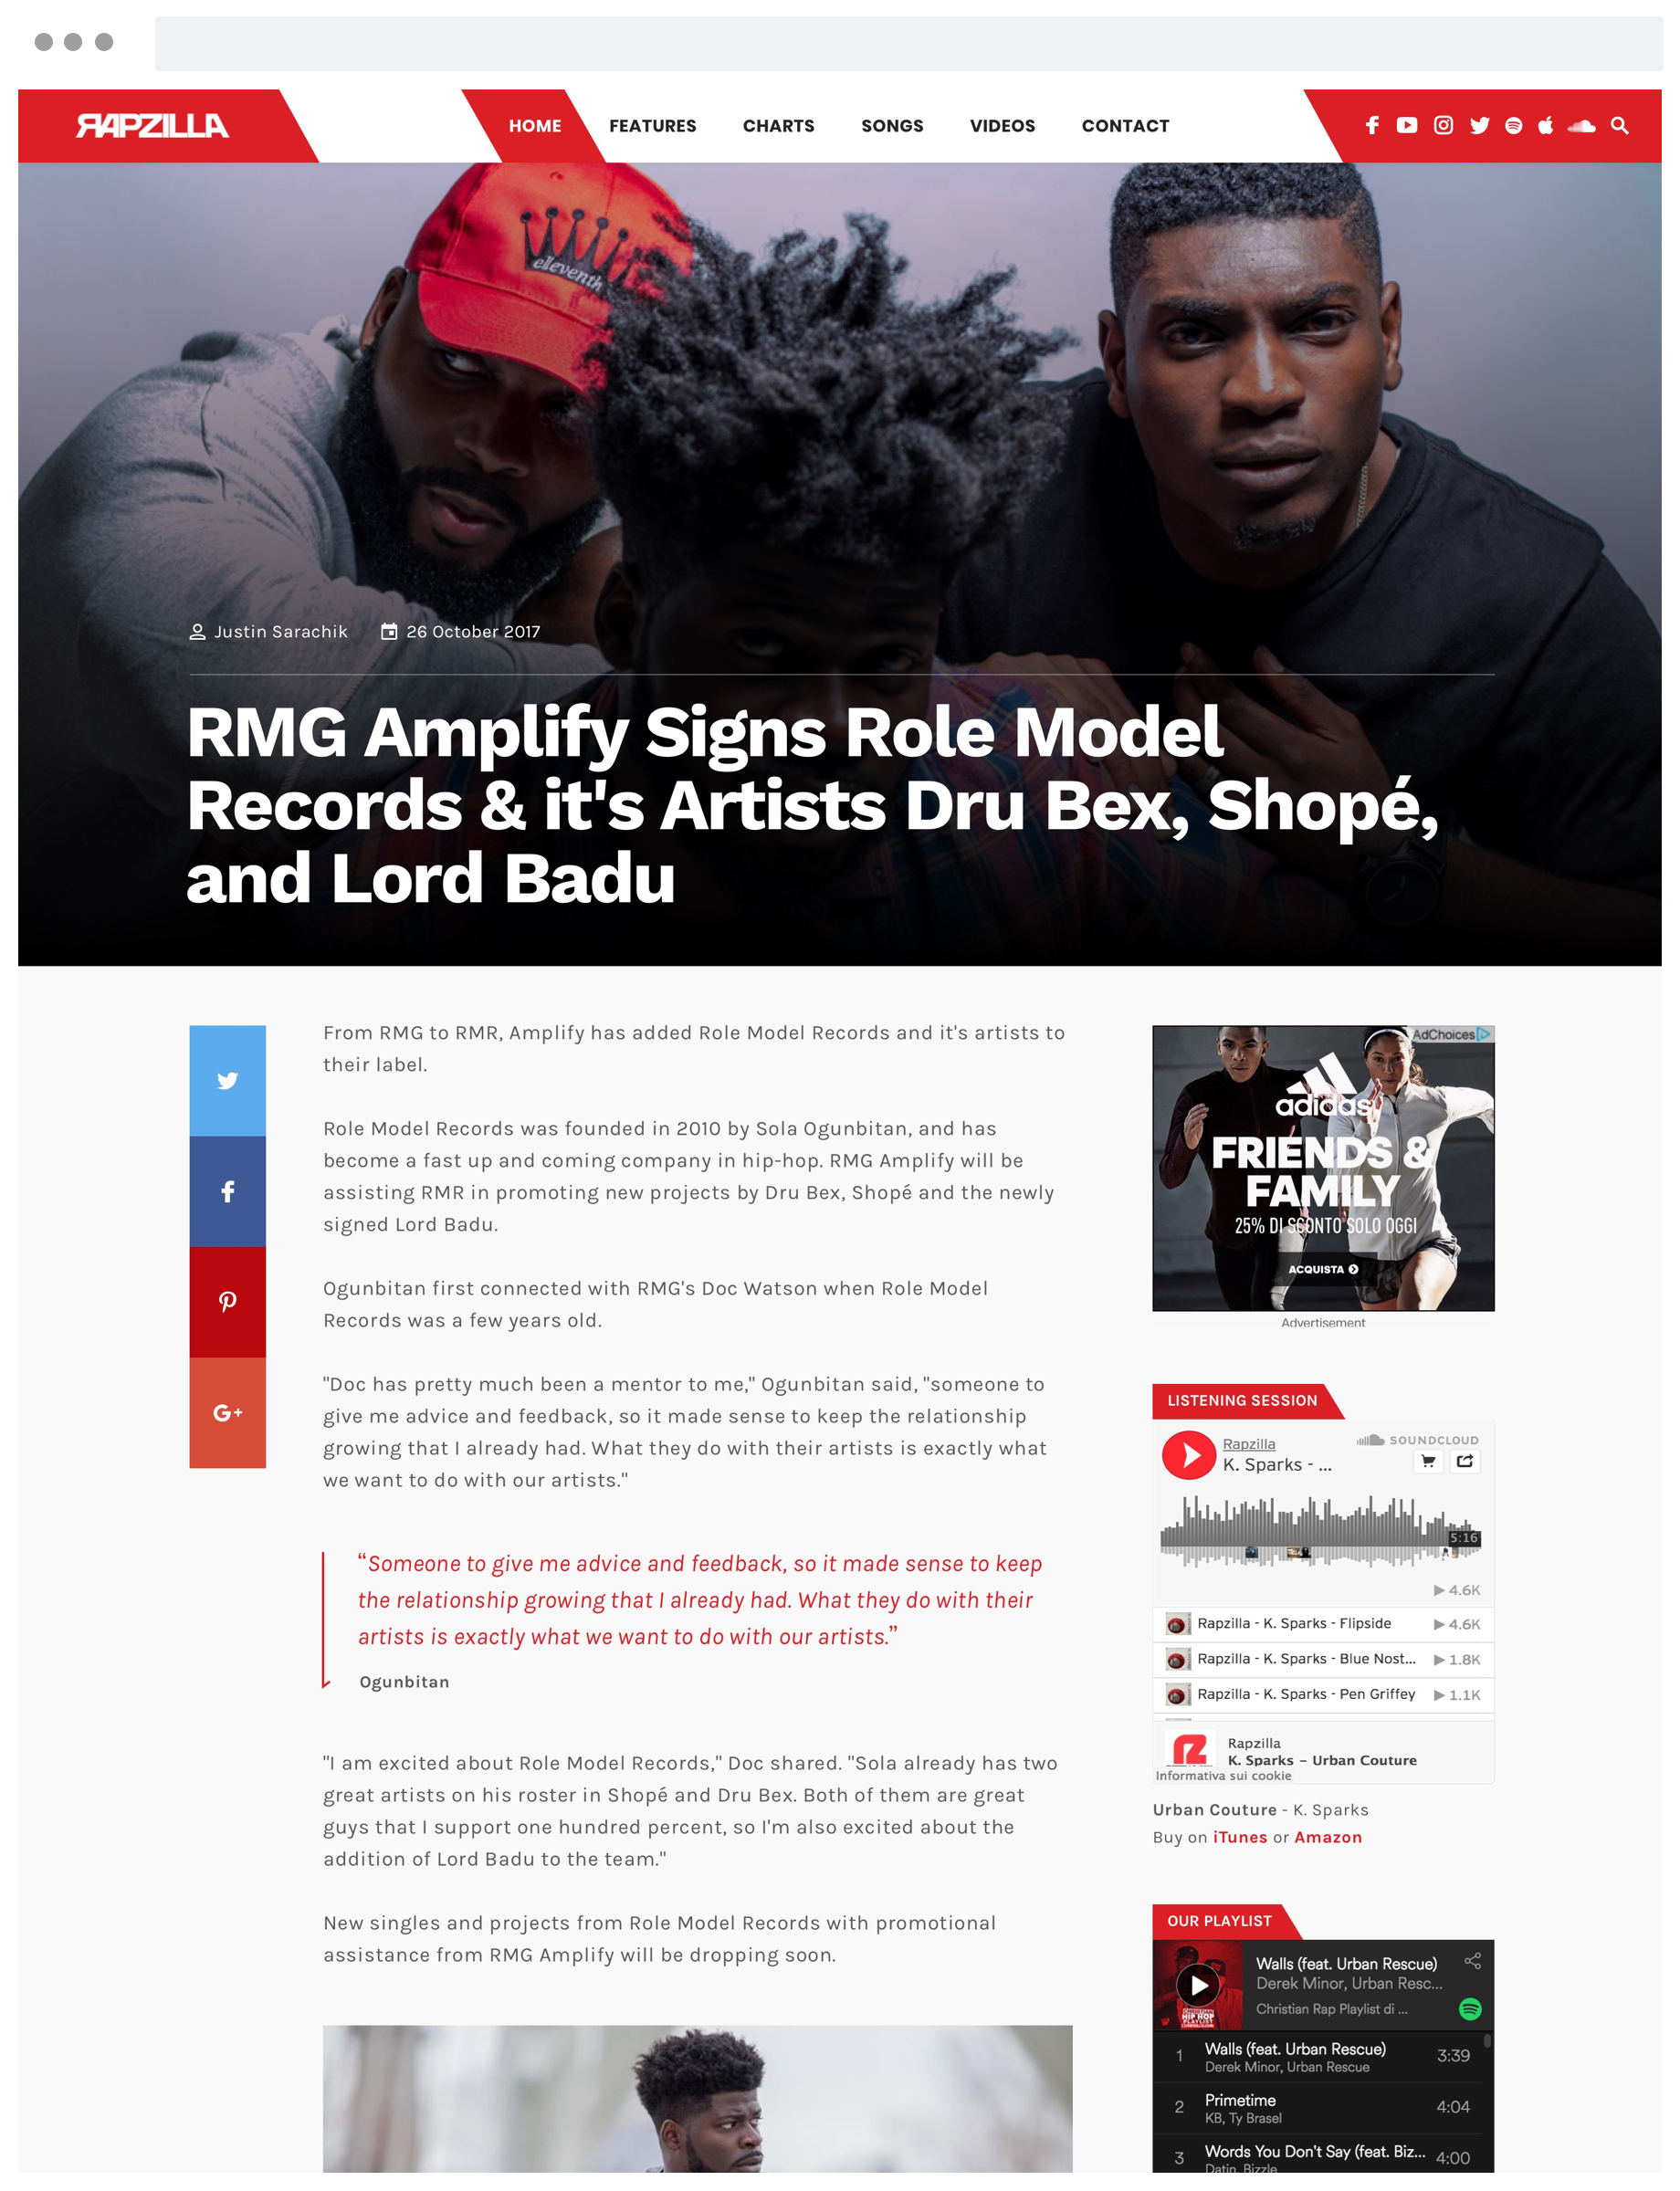 RAPZILLA
HOME FEATURES CHARTS SONGS VIDEOS CONTACT
elleventh
Justin Sarachik 26 October 2017
RMG Amplify Signs Role Model
Records & it's Artists Dru Bex, Shopé,
and Lord Badu
From RMG to RMR, Amplify has added Role Model Records and it's artists to
their label.
Role Model Records was founded in 2010 by Sola Ogunbitan, and has
become a fast up and coming company in hip-hop. RMG Amplify will be
assisting RMR in promoting new projects by Dru Bex, Shopé and the newly
signed Lord Badu.
Ogunbitan first connected with RMG's Doc Watson when Role Model
Records was a few years old.
"Doc has pretty much been a mentor to me," Ogunbitan said, "someone to
give me advice and feedback, so it made sense to keep the relationship
growing that I already had. What they do with their artists is exactly what
we want to do with our artists."
“Someone to give me advice and feedback, so it made sense to keep
the relationship growing that I already had. What they do with their
artists is exactly what we want to do with our artists.”
Ogunbitan
"I am excited about Role Model Records," Doc shared. "Sola already has two
great artists on his roster in Shopé and Dru Bex. Both of them are great
guys that I support one hundred percent, so I'm also excited about the
addition of Lord Badu to the team."
New singles and projects from Role Model Records with promotional
assistance from RMG Amplify will be dropping soon.
G+
AdChoices
adidas
FRIENDS &
FAMILY
25% DI SCONTO SOLO OGGI
ACQUISTA
Advertisement
LISTENING SESSION
Rapzilla
K. Sparks - ...
SOUNDCLOUD
5:16
4.6K
Rapzilla - K. Sparks - Flipside 4.6K
Rapzilla - K. Sparks - Blue Nost... 1.8K
Rapzilla - K. Sparks - Pen Griffey 1.1K
Rapzilla
K. Sparks – Urban Couture
Informativa sui cookie
Urban Couture - K. Sparks
Buy on iTunes or Amazon
OUR PLAYLIST
Walls (feat. Urban Rescue)
Derek Minor, Urban Resc...
Christian Rap Playlist di ...
HIP HOP
PLAYLIST
1 Walls (feat. Urban Rescue) 3:39
Derek Minor, Urban Rescue
2 Primetime 4:04
KB, Ty Brasel
3 Words You Don't Say (feat. Biz... 4:00
Datin, Bizzle